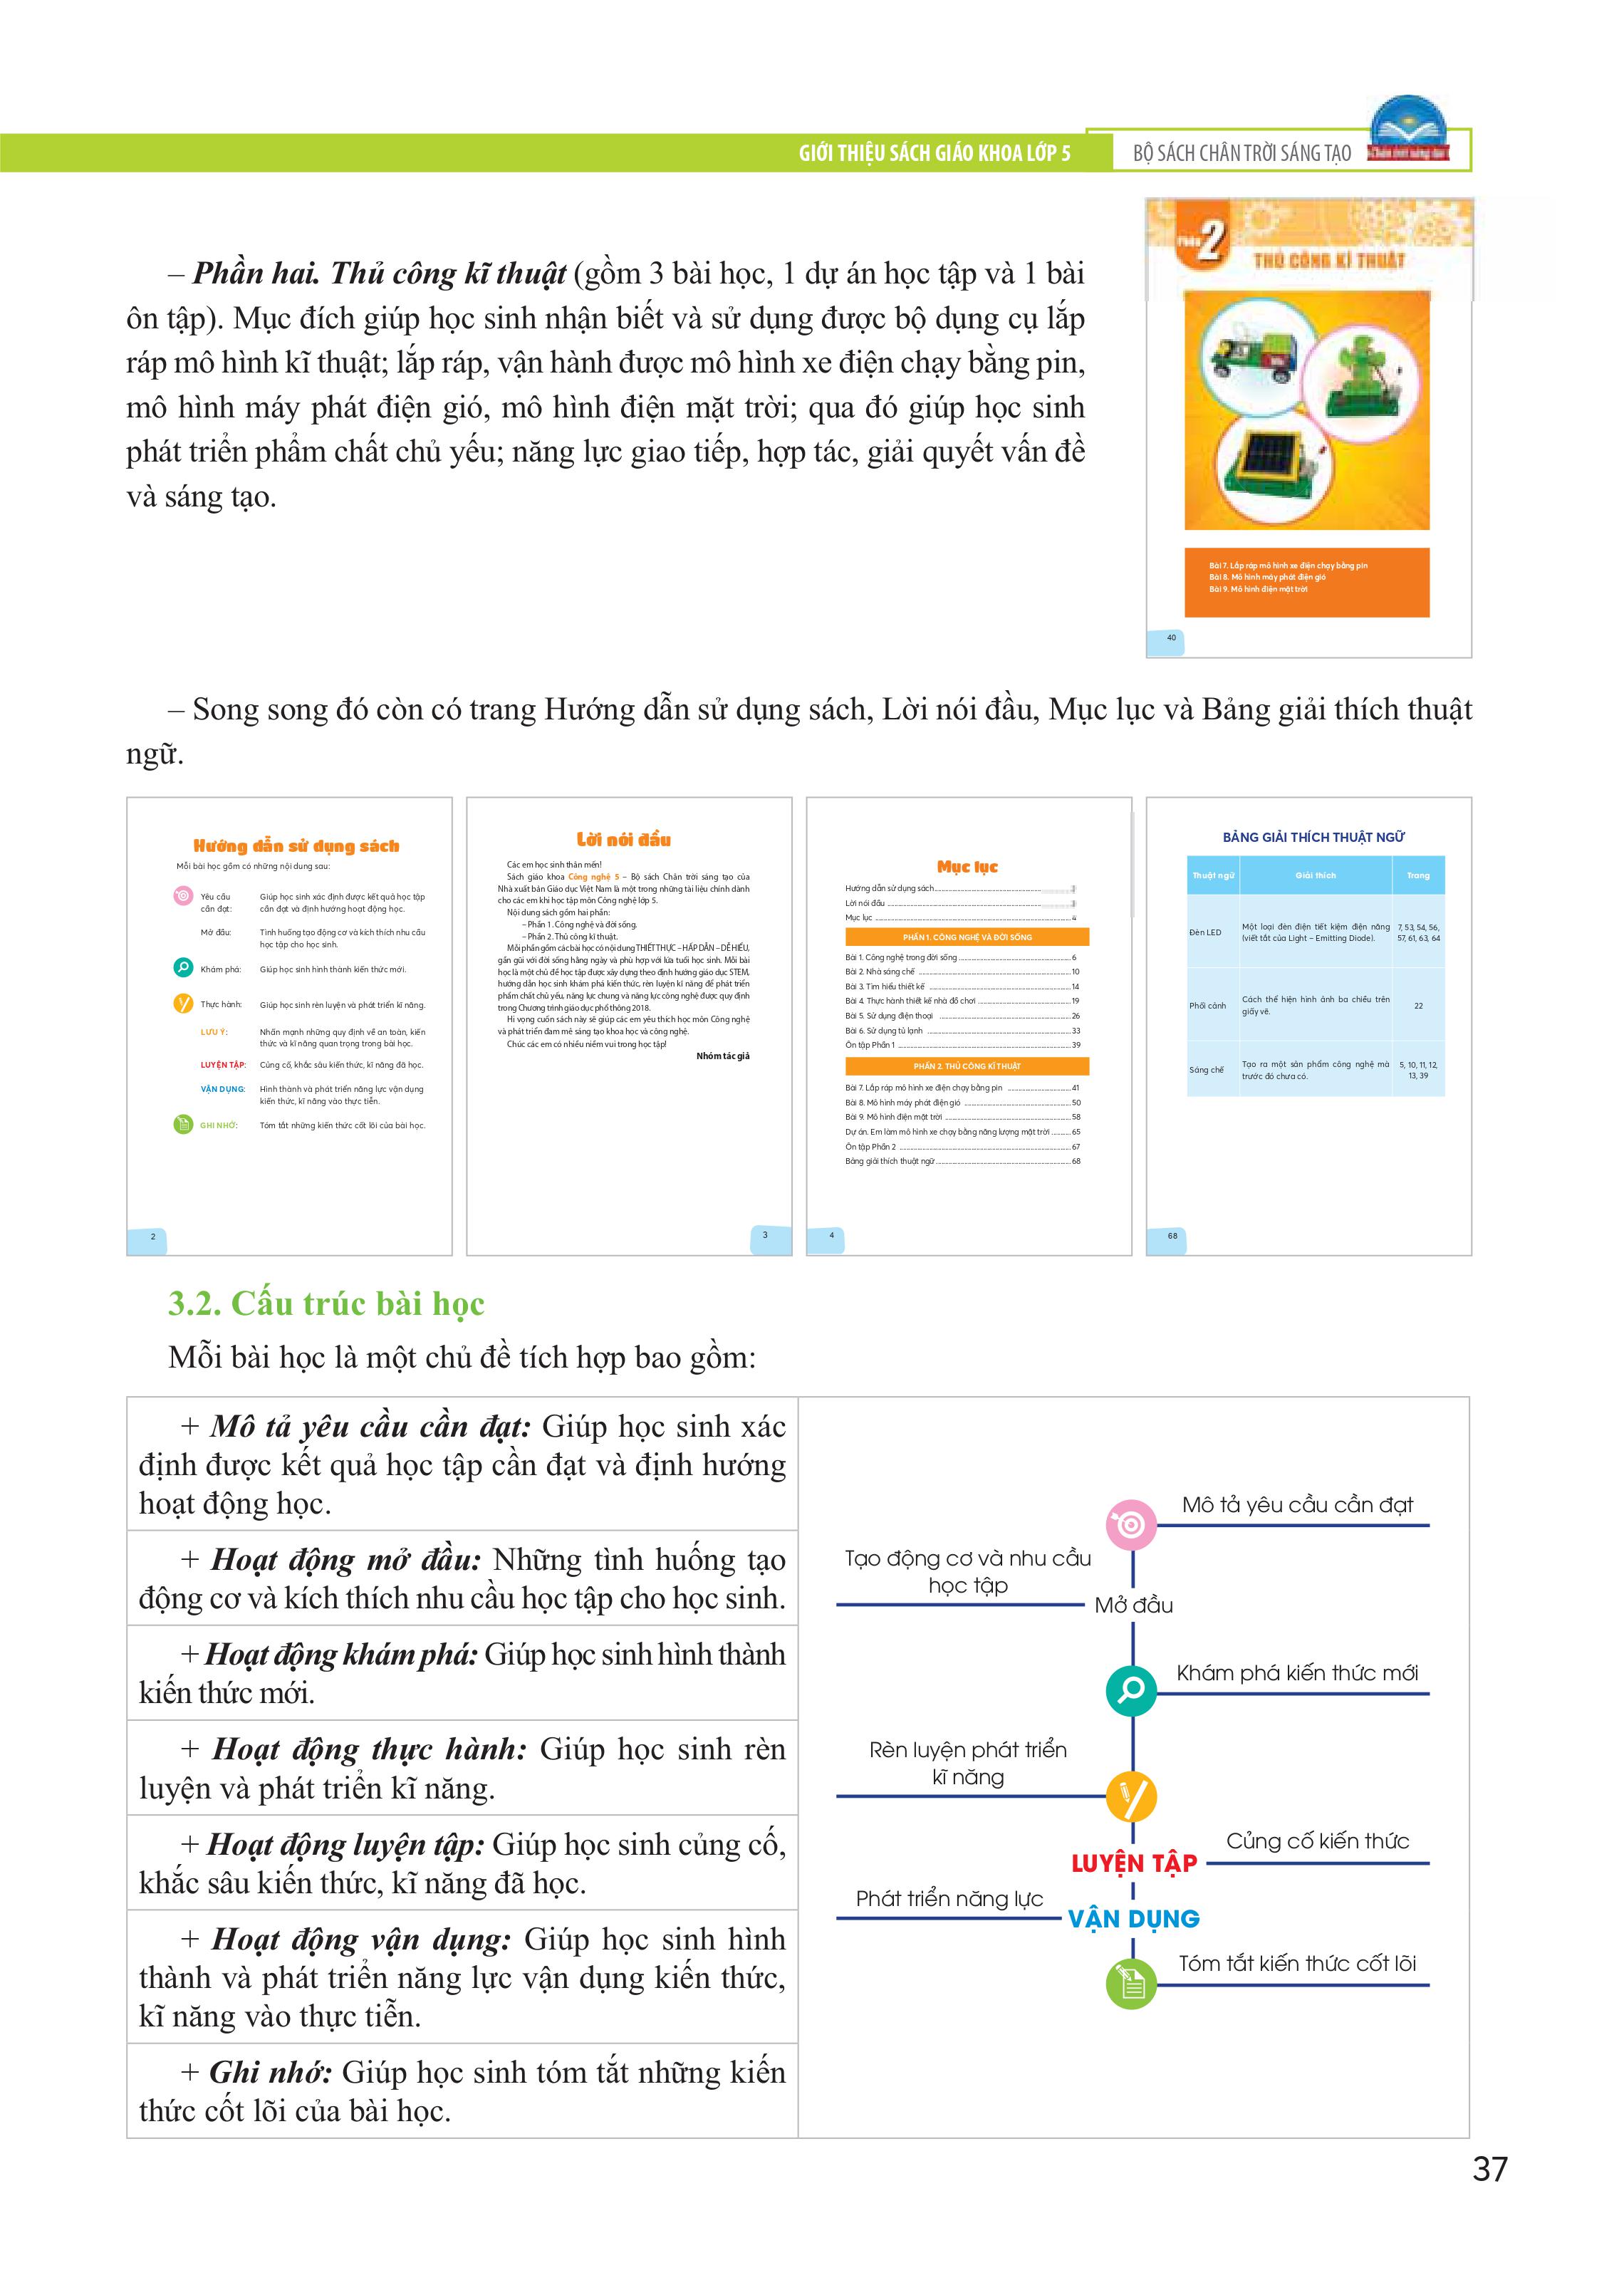 GIỚI THIỆU SÁCH GIÁO KHOA LỚP 5
BỘ SÁCH CHÂN TRỜI SÁNG TẠO
– Phần hai. Thủ công kĩ thuật (gồm 3 bài học, 1 dự án học tập và 1 bài
ôn tập). Mục đích giúp học sinh nhận biết và sử dụng được bộ dụng cụ lắp
ráp mô hình kĩ thuật; lắp ráp, vận hành được mô hình xe điện chạy bằng pin,
mô hình máy phát điện gió, mô hình điện mặt trời; qua đó giúp học sinh
phát triển phẩm chất chủ yếu; năng lực giao tiếp, hợp tác, giải quyết vấn đề
và sáng tạo.
PHẦN 2
THỦ CÔNG KĨ THUẬT
Bài 7. Lắp ráp mô hình xe điện chạy bằng pin
Bài 8. Mô hình máy phát điện gió
Bài 9. Mô hình điện mặt trời
40
– Song song đó còn có trang Hướng dẫn sử dụng sách, Lời nói đầu, Mục lục và Bảng giải thích thuật
ngữ.
Hướng dẫn sử dụng sách
Mỗi bài học gồm có những nội dung sau:
Yêu cầu cần đạt: Giúp học sinh xác định được kết quả học tập
cần đạt và định hướng hoạt động học.
Mở đầu: Tình huống tạo động cơ và kích thích nhu cầu
học tập cho học sinh.
Khám phá: Giúp học sinh hình thành kiến thức mới.
Thực hành: Giúp học sinh rèn luyện và phát triển kĩ năng.
LƯU Ý: Nhấn mạnh những quy định về an toàn, kiến
thức và kĩ năng quan trọng trong bài học.
LUYỆN TẬP: Củng cố, khắc sâu kiến thức, kĩ năng đã học.
VẬN DỤNG: Hình thành và phát triển năng lực vận dụng
kiến thức, kĩ năng vào thực tiễn.
GHI NHỚ: Tóm tắt những kiến thức cốt lõi của bài học.
2
Lời nói đầu
Các em học sinh thân mến!
Sách giáo khoa Công nghệ 5 – Bộ sách Chân trời sáng tạo của
Nhà xuất bản Giáo dục Việt Nam là một trong những tài liệu chính dành
cho các em khi học tập môn Công nghệ lớp 5.
Nội dung sách gồm hai phần:
– Phần 1. Công nghệ và đời sống.
– Phần 2. Thủ công kĩ thuật.
Mỗi phần gồm các bài học có nội dung THIẾT THỰC – HẤP DẪN – DỄ HIỂU,
gần gũi với đời sống hằng ngày và phù hợp với lứa tuổi học sinh. Mỗi bài
học là một chủ đề học tập được xây dựng theo định hướng giáo dục STEM,
hướng dẫn học sinh khám phá kiến thức, rèn luyện kĩ năng để phát triển
phẩm chất chủ yếu, năng lực chung và năng lực công nghệ được quy định
trong Chương trình giáo dục phổ thông 2018.
Hi vọng cuốn sách này sẽ giúp các em yêu thích học môn Công nghệ
và phát triển đam mê sáng tạo khoa học và công nghệ.
Chúc các em có nhiều niềm vui trong học tập!
Nhóm tác giả
3
Mục lục
Hướng dẫn sử dụng sách
Lời nói đầu
Mục lục 4
PHẦN 1. CÔNG NGHỆ VÀ ĐỜI SỐNG
Bài 1. Công nghệ trong đời sống 6
Bài 2. Nhà sáng chế 10
Bài 3. Tìm hiểu thiết kế 14
Bài 4. Thực hành thiết kế nhà đồ chơi 19
Bài 5. Sử dụng điện thoại 26
Bài 6. Sử dụng tủ lạnh 33
Ôn tập Phần 1 39
PHẦN 2. THỦ CÔNG KĨ THUẬT
Bài 7. Lắp ráp mô hình xe điện chạy bằng pin 41
Bài 8. Mô hình máy phát điện gió 50
Bài 9. Mô hình điện mặt trời 58
Dự án. Em làm mô hình xe chạy bằng năng lượng mặt trời 65
Ôn tập Phần 2 67
Bảng giải thích thuật ngữ 68
4
BẢNG GIẢI THÍCH THUẬT NGỮ
Thuật ngữ Giải thích Trang
Đèn LED Một loại đèn điện tiết kiệm điện năng (viết tắt của Light – Emitting Diode). 7, 53, 54, 56, 57, 61, 63, 64
Phối cảnh Cách thể hiện hình ảnh ba chiều trên giấy vẽ. 22
Sáng chế Tạo ra một sản phẩm công nghệ mà trước đó chưa có. 5, 10, 11, 12, 13, 39
68
3.2. Cấu trúc bài học
Mỗi bài học là một chủ đề tích hợp bao gồm:
+ Mô tả yêu cầu cần đạt: Giúp học sinh xác
định được kết quả học tập cần đạt và định hướng
hoạt động học.
+ Hoạt động mở đầu: Những tình huống tạo
động cơ và kích thích nhu cầu học tập cho học sinh.
+ Hoạt động khám phá: Giúp học sinh hình thành
kiến thức mới.
+ Hoạt động thực hành: Giúp học sinh rèn
luyện và phát triển kĩ năng.
+ Hoạt động luyện tập: Giúp học sinh củng cố,
khắc sâu kiến thức, kĩ năng đã học.
+ Hoạt động vận dụng: Giúp học sinh hình
thành và phát triển năng lực vận dụng kiến thức,
kĩ năng vào thực tiễn.
+ Ghi nhớ: Giúp học sinh tóm tắt những kiến
thức cốt lõi của bài học.
Mô tả yêu cầu cần đạt
Tạo động cơ và nhu cầu
học tập
Mở đầu
Khám phá kiến thức mới
Rèn luyện phát triển
kĩ năng
Củng cố kiến thức
LUYỆN TẬP
Phát triển năng lực
VẬN DỤNG
Tóm tắt kiến thức cốt lõi
37